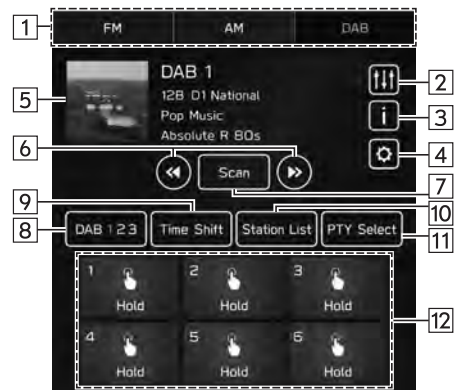 1 FM AM DAB
DAB 1
12B D1 National
Pop Music
Absolute R 80s
2
3
4
5
6
Scan
7
8
9
10
11
DAB 1 2 3 Time Shift Station List PTY Select
1 2 3
Hold Hold Hold
12
4 5 6
Hold Hold Hold